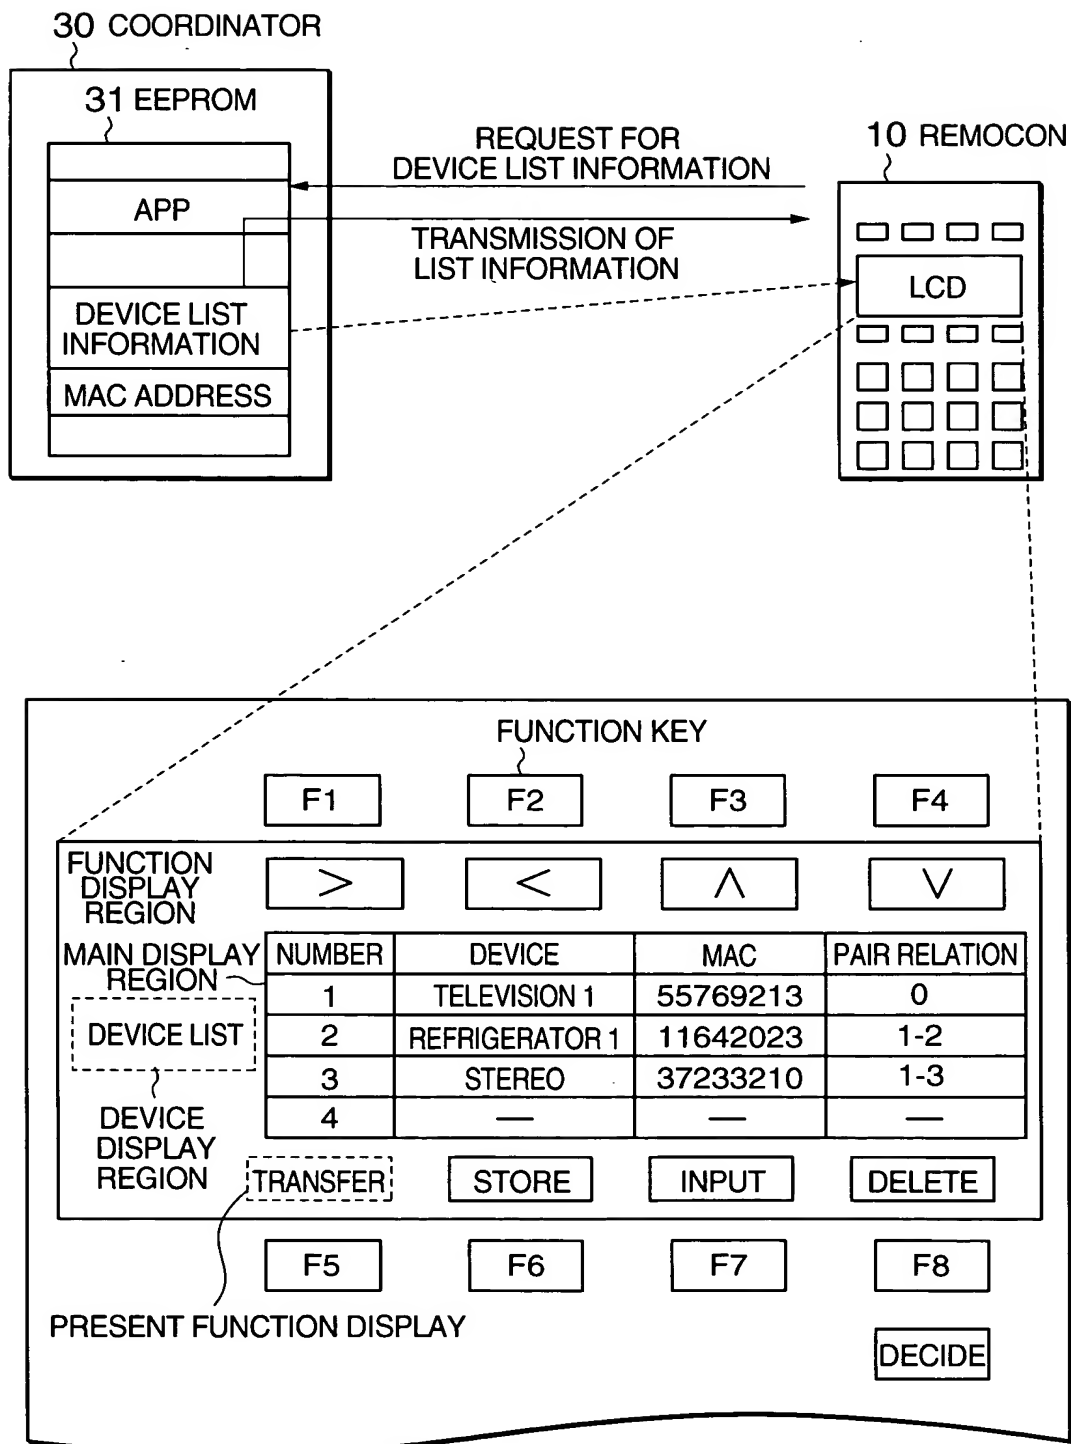 30 COORDINATOR
31 EEPROM
APP
DEVICE LIST
INFORMATION
MAC ADDRESS
REQUEST FOR
DEVICE LIST INFORMATION
TRANSMISSION OF
LIST INFORMATION
10 REMOCON
LCD
FUNCTION KEY
F1 F2 F3 F4
FUNCTION
DISPLAY
REGION
> < ∧ ∨
MAIN DISPLAY
REGION
NUMBER DEVICE MAC PAIR RELATION
1 TELEVISION 1 55769213 0
2 REFRIGERATOR 1 11642023 1-2
3 STEREO 37233210 1-3
4 — — —
DEVICE LIST
DEVICE
DISPLAY
REGION
TRANSFER STORE INPUT DELETE
F5 F6 F7 F8
PRESENT FUNCTION DISPLAY
DECIDE